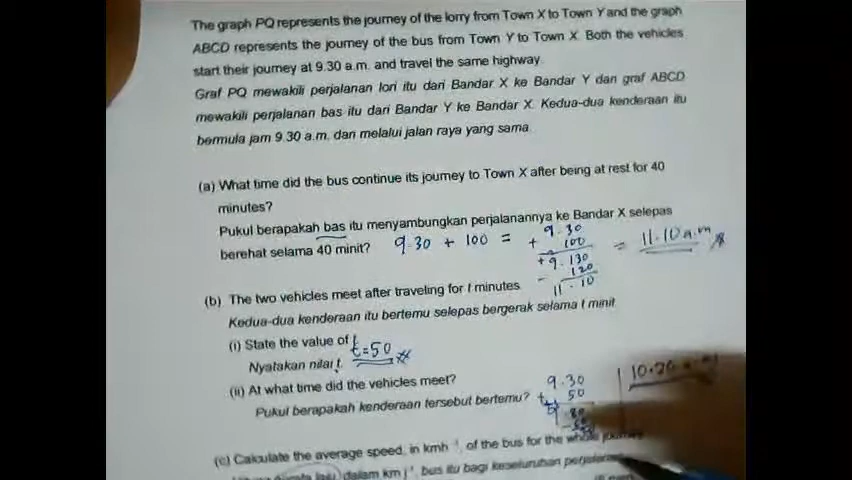 The graph PQ represents the journey of the lorry from Town X to Town Y and the graph
ABCD represents the journey of the bus from Town Y to Town X. Both the vehicles
start their journey at 9.30 a.m. and travel the same highway.
Graf PQ mewakili perjalanan lori itu dari Bandar X ke Bandar Y dan graf ABCD
mewakili perjalanan bas itu dari Bandar Y ke Bandar X. Kedua-dua kenderaan itu
bermula jam 9.30 a.m. dan melalui jalan raya yang sama.
(a) What time did the bus continue its journey to Town X after being at rest for 40
minutes?
Pukul berapakah bas itu menyambungkan perjalanannya ke Bandar X selepas
berehat selama 40 minit? 9.30 + 100 =
9.30
+ 100
+9.130
- 120
11.10
= 11.10 a.m
(b) The two vehicles meet after traveling for t minutes.
Kedua-dua kenderaan itu bertemu selepas bergerak selama t minit
(i) State the value of t
Nyatakan nilai t.
t=50
(ii) At what time did the vehicles meet?
Pukul berapakah kenderaan tersebut bertemu?
9.30
+ 50
10.20
(c) Calculate the average speed, in kmh⁻¹, of the bus for the whole
laju, dalam km j⁻¹, bus itu bagi keseluruhan